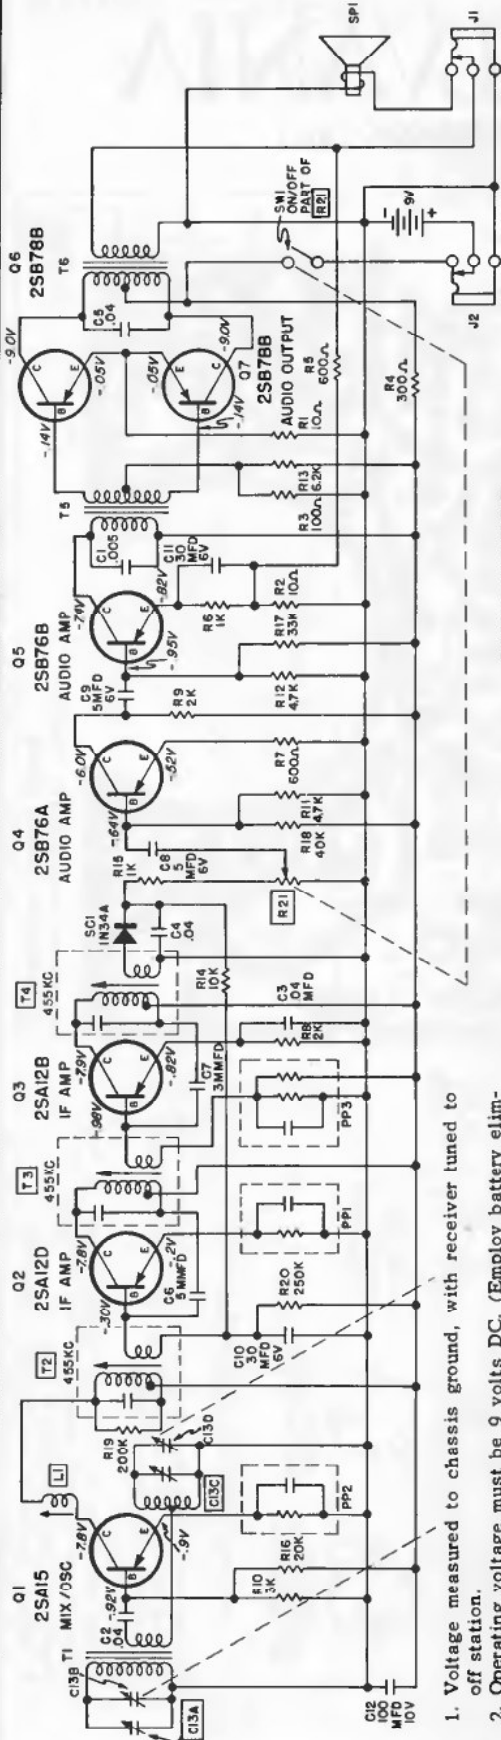 Q1
2SA15
MIX/OSC
Q2
2SA12D
IF AMP
Q3
2SA12B
IF AMP
Q4
2SB76A
AUDIO AMP
Q5
2SB76B
AUDIO AMP
Q6
2SB78B
Q7
2SB78B
AUDIO OUTPUT
C13B
C13A
T1
C2
.04
-.92V
B
C
E
-7.8V
-.9V
L1
R10
3K
R16
20K
PP2
C13C
C13D
R19
200K
T2
455KC
-.30V
B
C
E
-7.8V
-.2V
C6
5MMFD
C10
30
MFD
6V
R20
250K
PP1
T3
455KC
-.98V
B
C
E
-7.9V
-.82V
C7
3MMFD
PP3
R8
2K
C3
.04
MFD
T4
455KC
SC1
1N34A
C4
.04
R14
10K
R15
1K
C8
5
MFD
6V
R21
-.64V
B
C
E
-6.0V
-.52V
R18
40K
R11
4.7K
R7
600Ω
R9
2K
C9
5MFD
6V
-.95V
B
C
E
-7.4V
-.82V
R12
4.7K
R17
33K
R2
10Ω
R6
1K
C11
30
MFD
6V
C1
.005
T5
R3
100Ω
R13
6.2K
R1
10Ω
-.14V
B
C
E
-9.0V
-.05V
-.14V
B
C
E
-9.0V
-.05V
C5
.04
T6
R5
600Ω
R4
300Ω
SW1
ON/OFF
PART OF
R21
9V
-
+
SP1
J1
J2
C12
100
MFD
10V
1. Voltage measured to chassis ground, with receiver tuned to
off station.
2. Operating voltage must be 9 volts DC. (Employ battery elim-